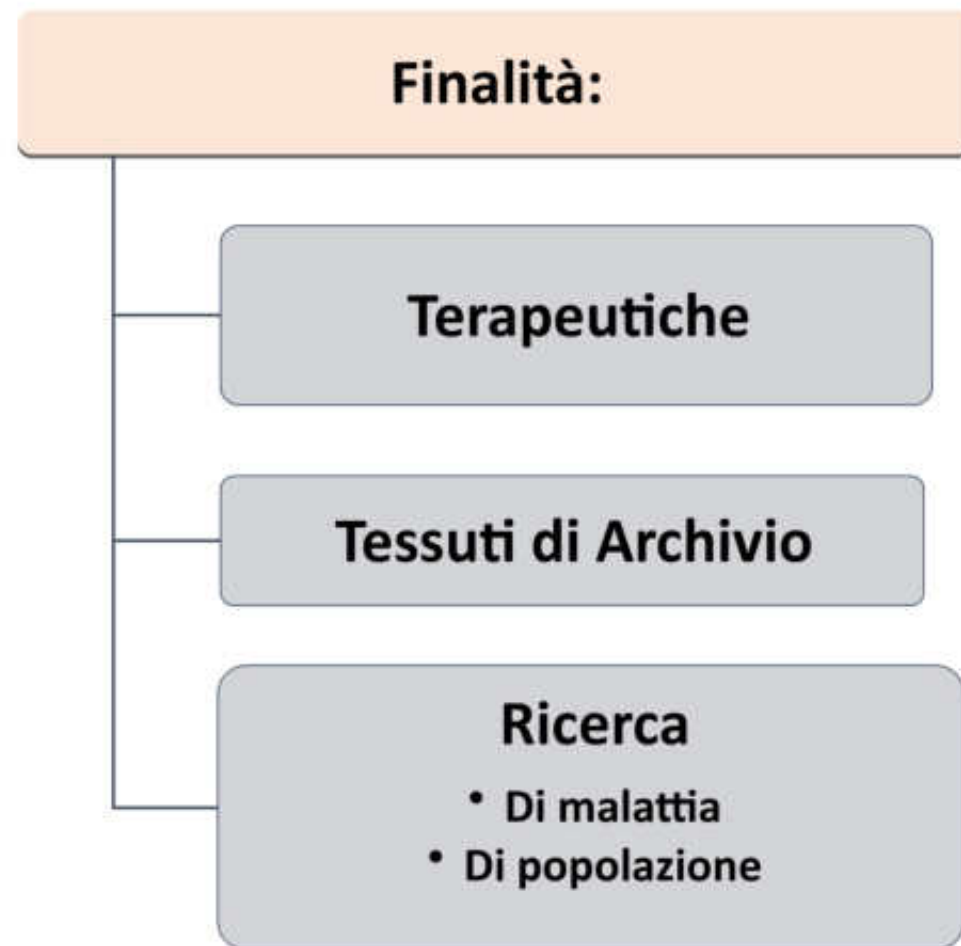 Finalità:
Terapeutiche
Tessuti di Archivio
Ricerca
• Di malattia
• Di popolazione